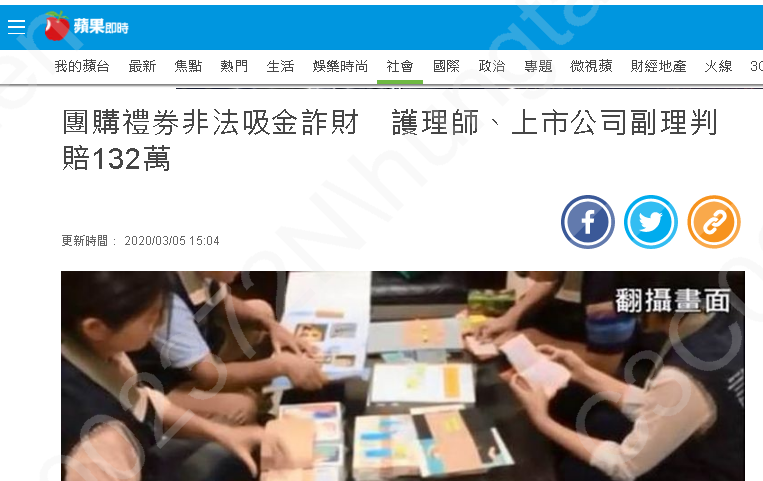 蘋果即時
我的蘋台 最新 焦點 熱門 生活 娛樂時尚 社會 國際 政治 專題 微視蘋 財經地產 火線 3C
團購禮券非法吸金詐財 護理師、上市公司副理判
賠132萬
更新時間： 2020/03/05 15:04
翻攝畫面